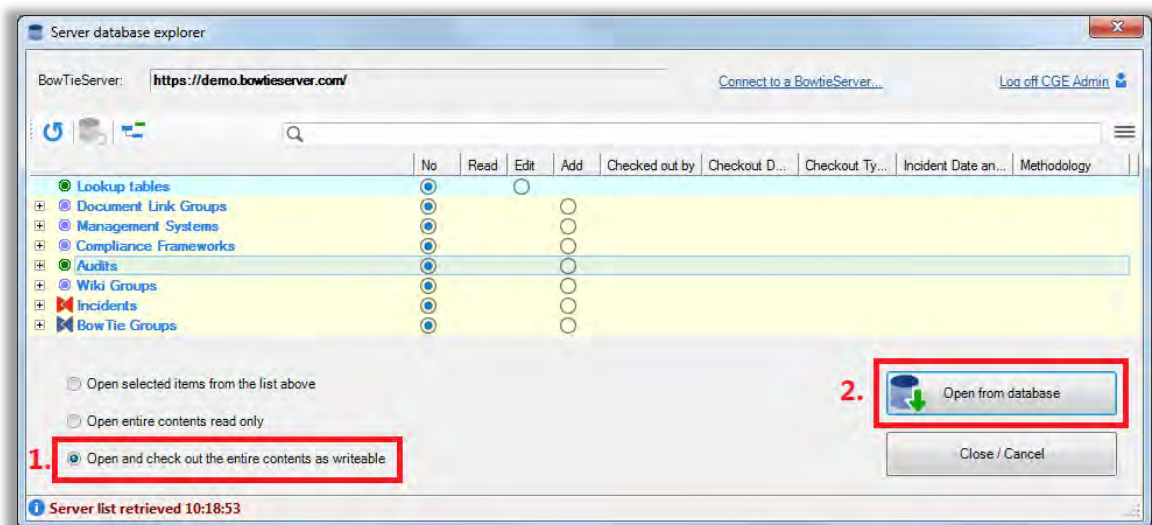 Server database explorer
BowTieServer: https://demo.bowtieserver.com/ Connect to a BowtieServer... Log off CGE Admin
No Read Edit Add Checked out by Checkout D... Checkout Ty... Incident Date an... Methodology
Lookup tables
Document Link Groups
Management Systems
Compliance Frameworks
Audits
Wiki Groups
Incidents
BowTie Groups
Open selected items from the list above
2. Open from database
Open entire contents read only
1. Open and check out the entire contents as writeable
Close / Cancel
Server list retrieved 10:18:53